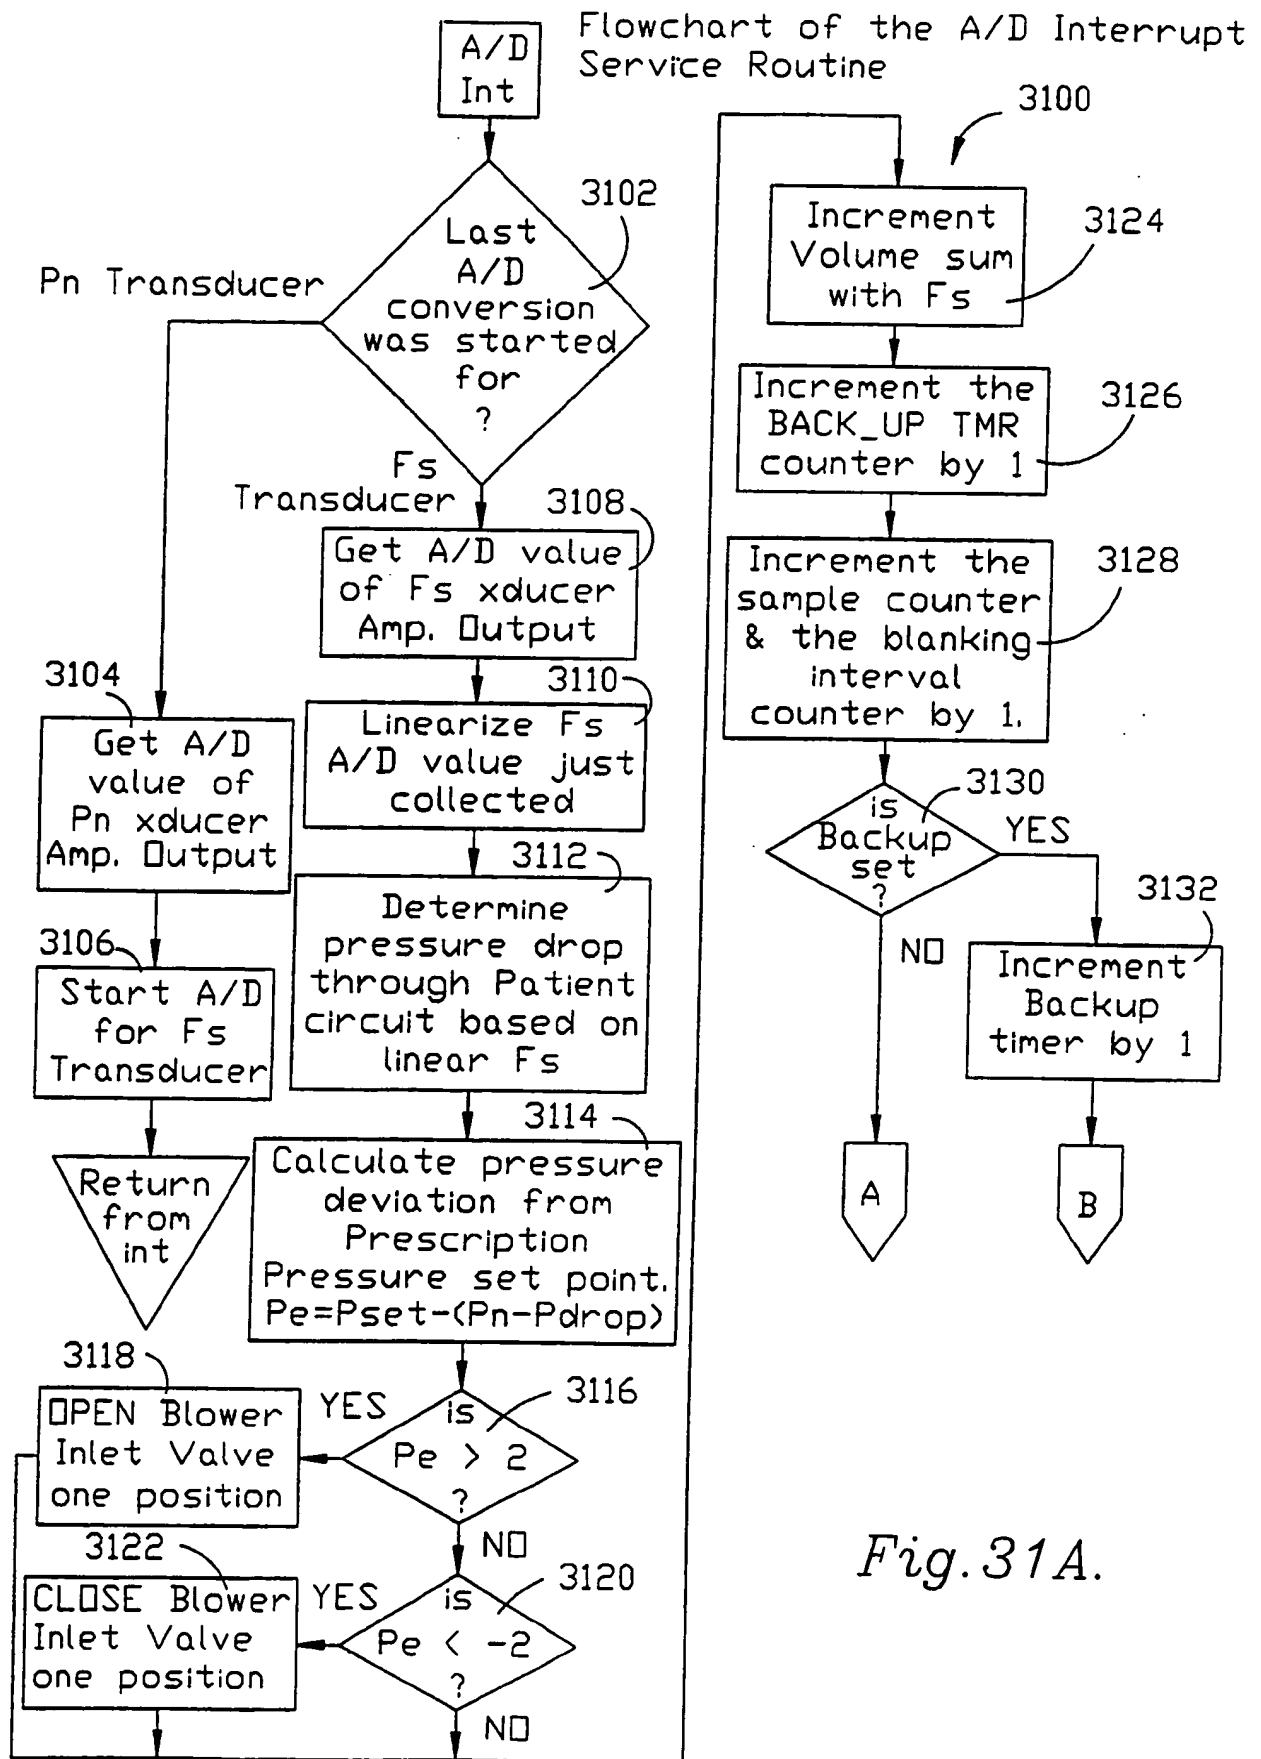 Flowchart of the A/D Interrupt
Service Routine
A/D
Int
3100
3102
Last
A/D
conversion
was started
for
?
Pn Transducer
Fs
Transducer
3104
Get A/D
value of
Pn xducer
Amp. Output
3106
Start A/D
for Fs
Transducer
Return
from
int
3108
Get A/D value
of Fs xducer
Amp. Output
3110
Linearize Fs
A/D value just
collected
3112
Determine
pressure drop
through Patient
circuit based on
linear Fs
3114
Calculate pressure
deviation from
Prescription
Pressure set point.
Pe=Pset-(Pn-Pdrop)
3116
is
Pe > 2
?
YES
NO
3118
OPEN Blower
Inlet Valve
one position
3120
is
Pe < -2
?
YES
NO
3122
CLOSE Blower
Inlet Valve
one position
3124
Increment
Volume sum
with Fs
3126
Increment the
BACK_UP TMR
counter by 1
3128
Increment the
sample counter
& the blanking
interval
counter by 1.
3130
is
Backup
set
?
YES
NO
3132
Increment
Backup
timer by 1
A
B
Fig.31A.